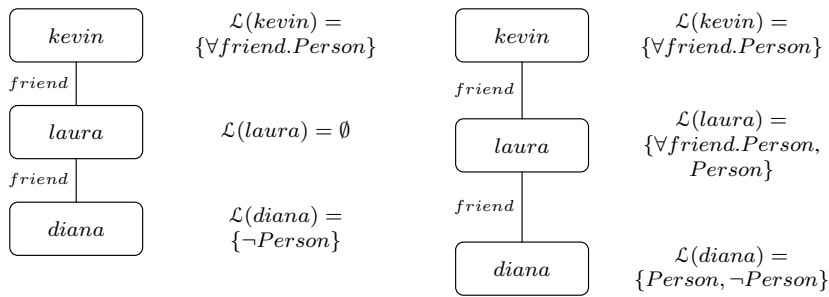 kevin
ℒ(kevin) =
{∀friend.Person}
friend
laura
ℒ(laura) = ∅
friend
diana
ℒ(diana) =
{¬Person}
kevin
ℒ(kevin) =
{∀friend.Person}
friend
laura
ℒ(laura) =
{∀friend.Person,
Person}
friend
diana
ℒ(diana) =
{Person, ¬Person}